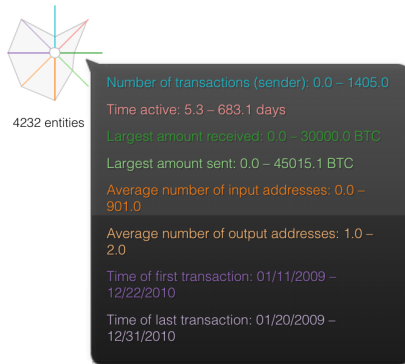 4232 entities
Number of transactions (sender): 0.0 – 1405.0
Time active: 5.3 – 683.1 days
Largest amount received: 0.0 – 30000.0 BTC
Largest amount sent: 0.0 – 45015.1 BTC
Average number of input addresses: 0.0 –
901.0
Average number of output addresses: 1.0 –
2.0
Time of first transaction: 01/11/2009 –
12/22/2010
Time of last transaction: 01/20/2009 –
12/31/2010